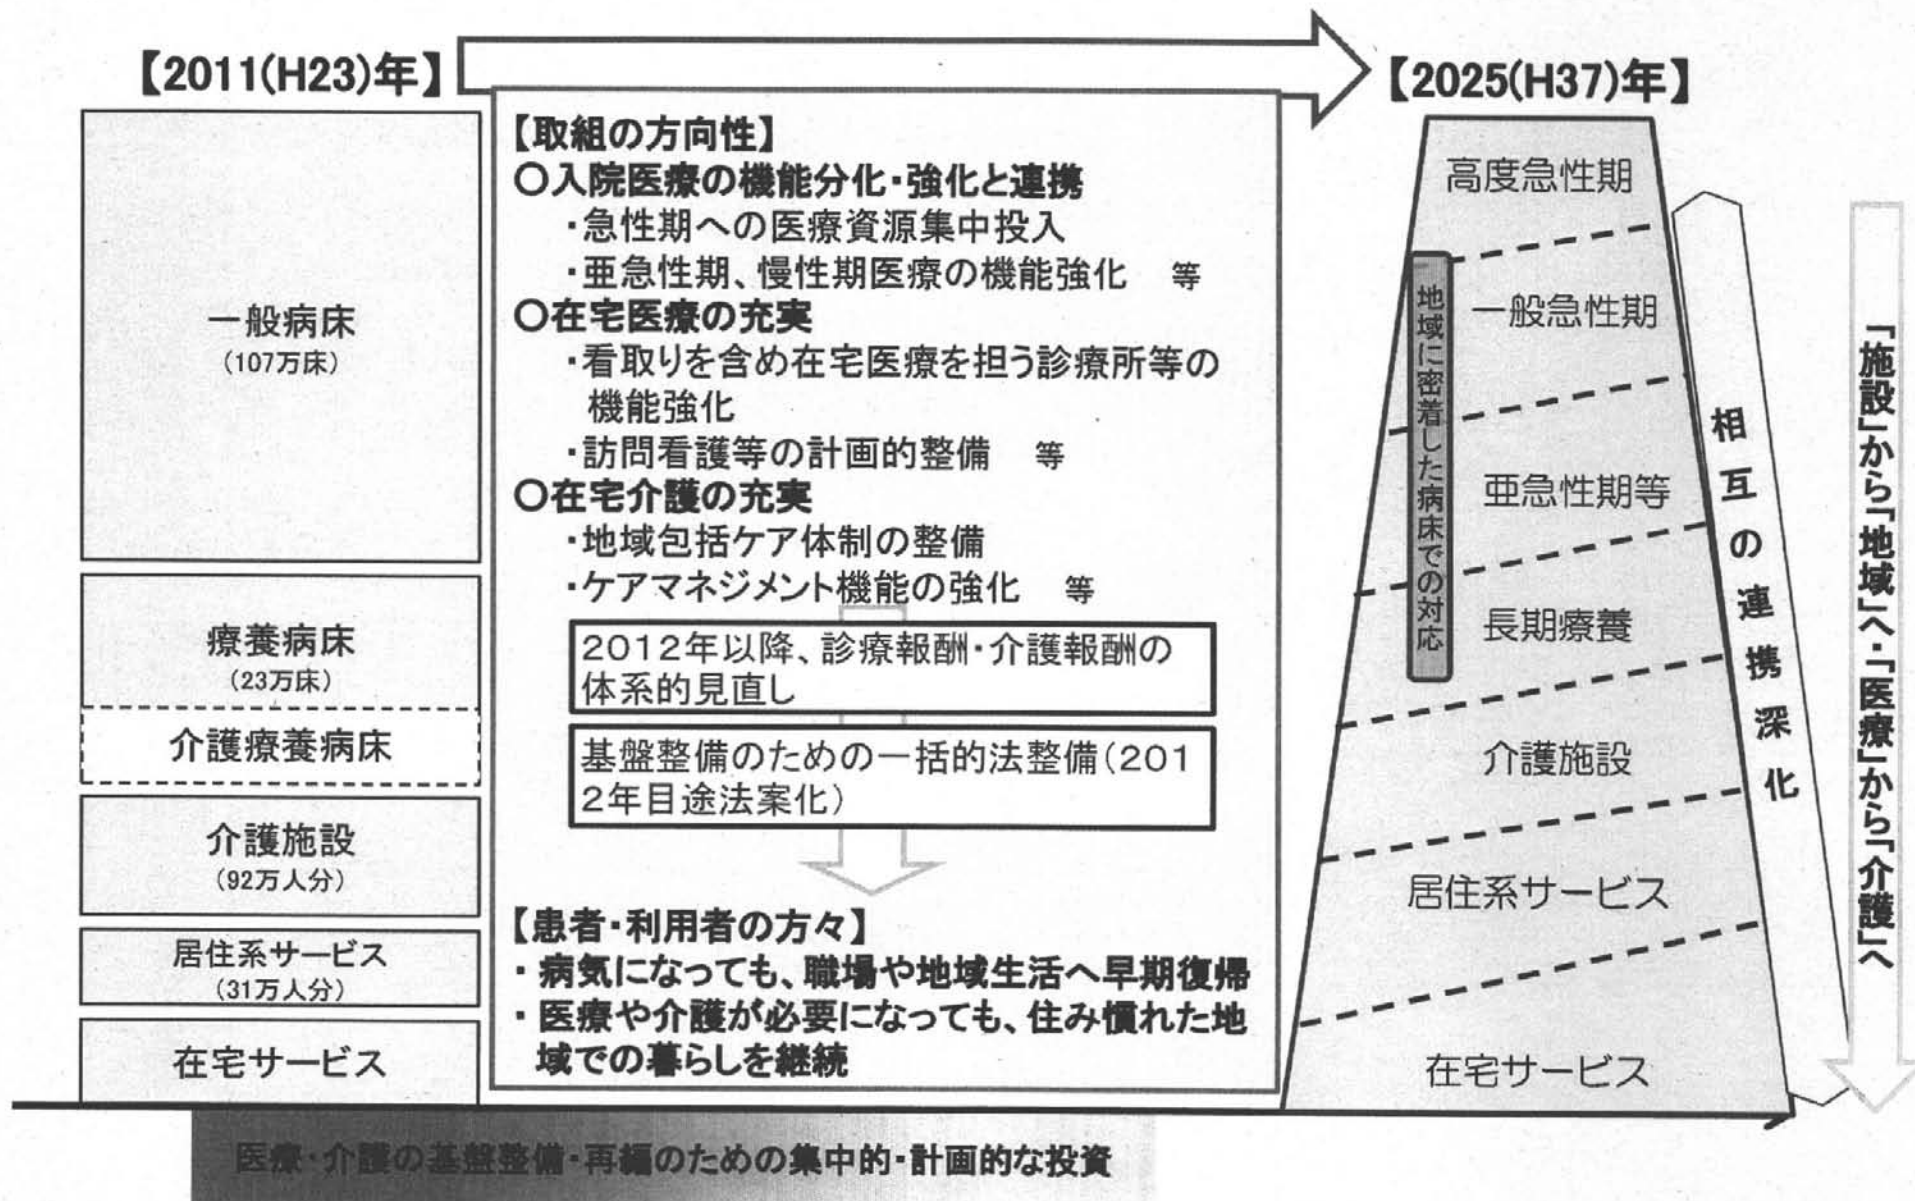 【2011(H23)年】
一般病床
(107万床)
療養病床
(23万床)
介護療養病床
介護施設
(92万人分)
居住系サービス
(31万人分)
在宅サービス
【取組の方向性】
〇入院医療の機能分化・強化と連携
・急性期への医療資源集中投入
・亜急性期、慢性期医療の機能強化 等
〇在宅医療の充実
・看取りを含め在宅医療を担う診療所等の
機能強化
・訪問看護等の計画的整備 等
〇在宅介護の充実
・地域包括ケア体制の整備
・ケアマネジメント機能の強化 等
2012年以降、診療報酬・介護報酬の
体系的見直し
基盤整備のための一括的法整備(201
2年目途法案化)
【患者・利用者の方々】
・病気になっても、職場や地域生活へ早期復帰
・医療や介護が必要になっても、住み慣れた地
域での暮らしを継続
【2025(H37)年】
高度急性期
一般急性期
亜急性期等
長期療養
介護施設
居住系サービス
在宅サービス
地域に密着した病床での対応
相互の連携深化
「施設」から「地域」へ・「医療」から「介護」へ
医療・介護の基盤整備・再編のための集中的・計画的な投資